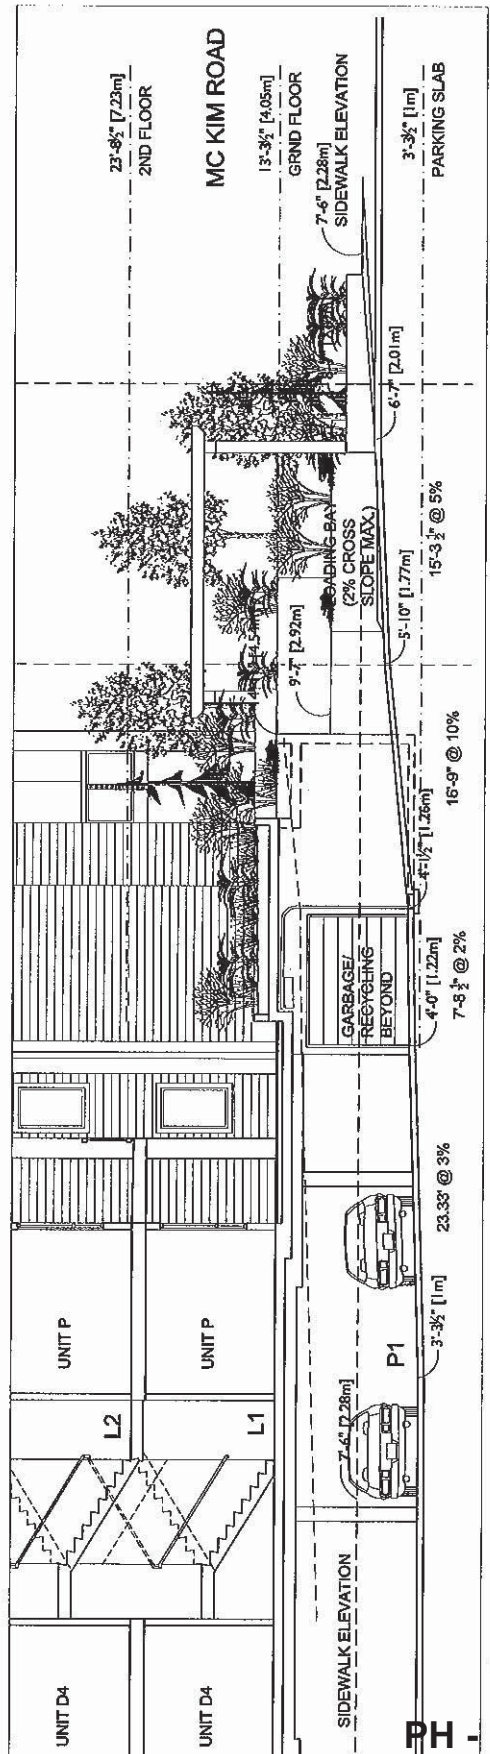 23'-8½" [7.23m]
2ND FLOOR
MC KIM ROAD
13'-3½" [4.05m]
GRND FLOOR
7'-6" [2.28m]
SIDEWALK ELEVATION
3'-3½" [1m]
PARKING SLAB
6'-7" [2.01m]
15'-3 ½" @ 5%
LOADING BAY
(2% CROSS
SLOPE MAX.)
5'-10" [1.77m]
9'-7" [2.92m]
16'-9" @ 10%
4'-1½" [1.26m]
GARBAGE/
RECYCLING
BEYOND
4'-0" [1.22m]
7'-8 ½" @ 2%
23.33' @ 3%
3'-3½" [1m]
UNIT P
UNIT P
P1
L2
L1
7'-6" [2.28m]
SIDEWALK ELEVATION
UNIT D4
UNIT D4
PH -